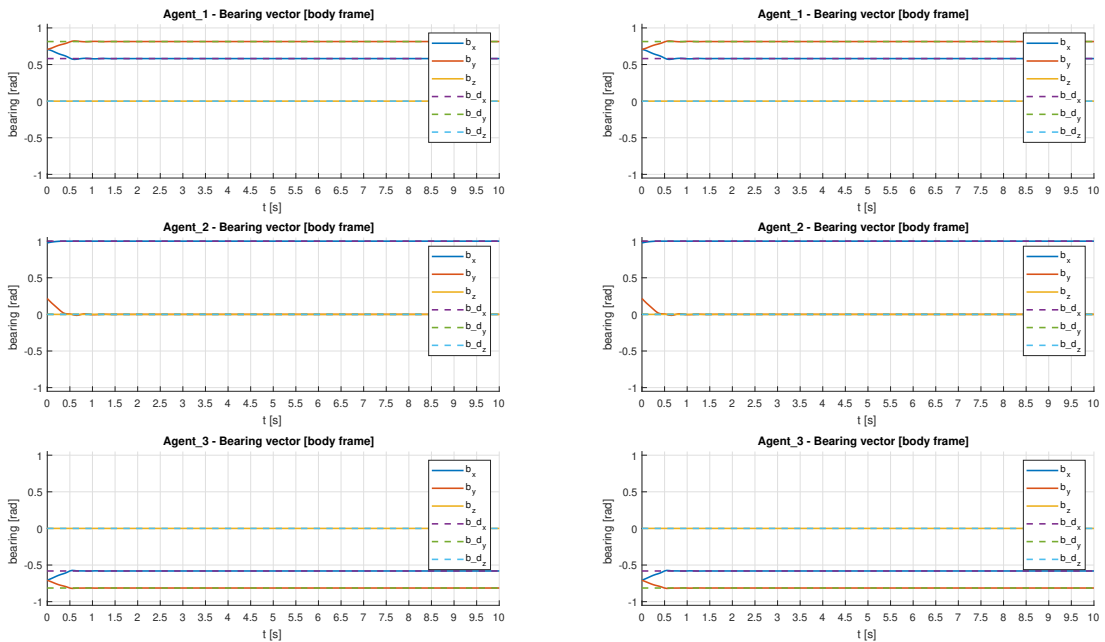 Agent_1 - Bearing vector [body frame]
1
0.5
0
-0.5
-1
bearing [rad]
b_x
b_y
b_z
b_d_x
b_d_y
b_d_z
0 0.5 1 1.5 2 2.5 3 3.5 4 4.5 5 5.5 6 6.5 7 7.5 8 8.5 9 9.5 10
t [s]
Agent_1 - Bearing vector [body frame]
1
0.5
0
-0.5
-1
bearing [rad]
b_x
b_y
b_z
b_d_x
b_d_y
b_d_z
0 0.5 1 1.5 2 2.5 3 3.5 4 4.5 5 5.5 6 6.5 7 7.5 8 8.5 9 9.5 10
t [s]
Agent_2 - Bearing vector [body frame]
1
0.5
0
-0.5
-1
bearing [rad]
b_x
b_y
b_z
b_d_x
b_d_y
b_d_z
0 0.5 1 1.5 2 2.5 3 3.5 4 4.5 5 5.5 6 6.5 7 7.5 8 8.5 9 9.5 10
t [s]
Agent_2 - Bearing vector [body frame]
1
0.5
0
-0.5
-1
bearing [rad]
b_x
b_y
b_z
b_d_x
b_d_y
b_d_z
0 0.5 1 1.5 2 2.5 3 3.5 4 4.5 5 5.5 6 6.5 7 7.5 8 8.5 9 9.5 10
t [s]
Agent_3 - Bearing vector [body frame]
1
0.5
0
-0.5
-1
bearing [rad]
b_x
b_y
b_z
b_d_x
b_d_y
b_d_z
0 0.5 1 1.5 2 2.5 3 3.5 4 4.5 5 5.5 6 6.5 7 7.5 8 8.5 9 9.5 10
t [s]
Agent_3 - Bearing vector [body frame]
1
0.5
0
-0.5
-1
bearing [rad]
b_x
b_y
b_z
b_d_x
b_d_y
b_d_z
0 0.5 1 1.5 2 2.5 3 3.5 4 4.5 5 5.5 6 6.5 7 7.5 8 8.5 9 9.5 10
t [s]